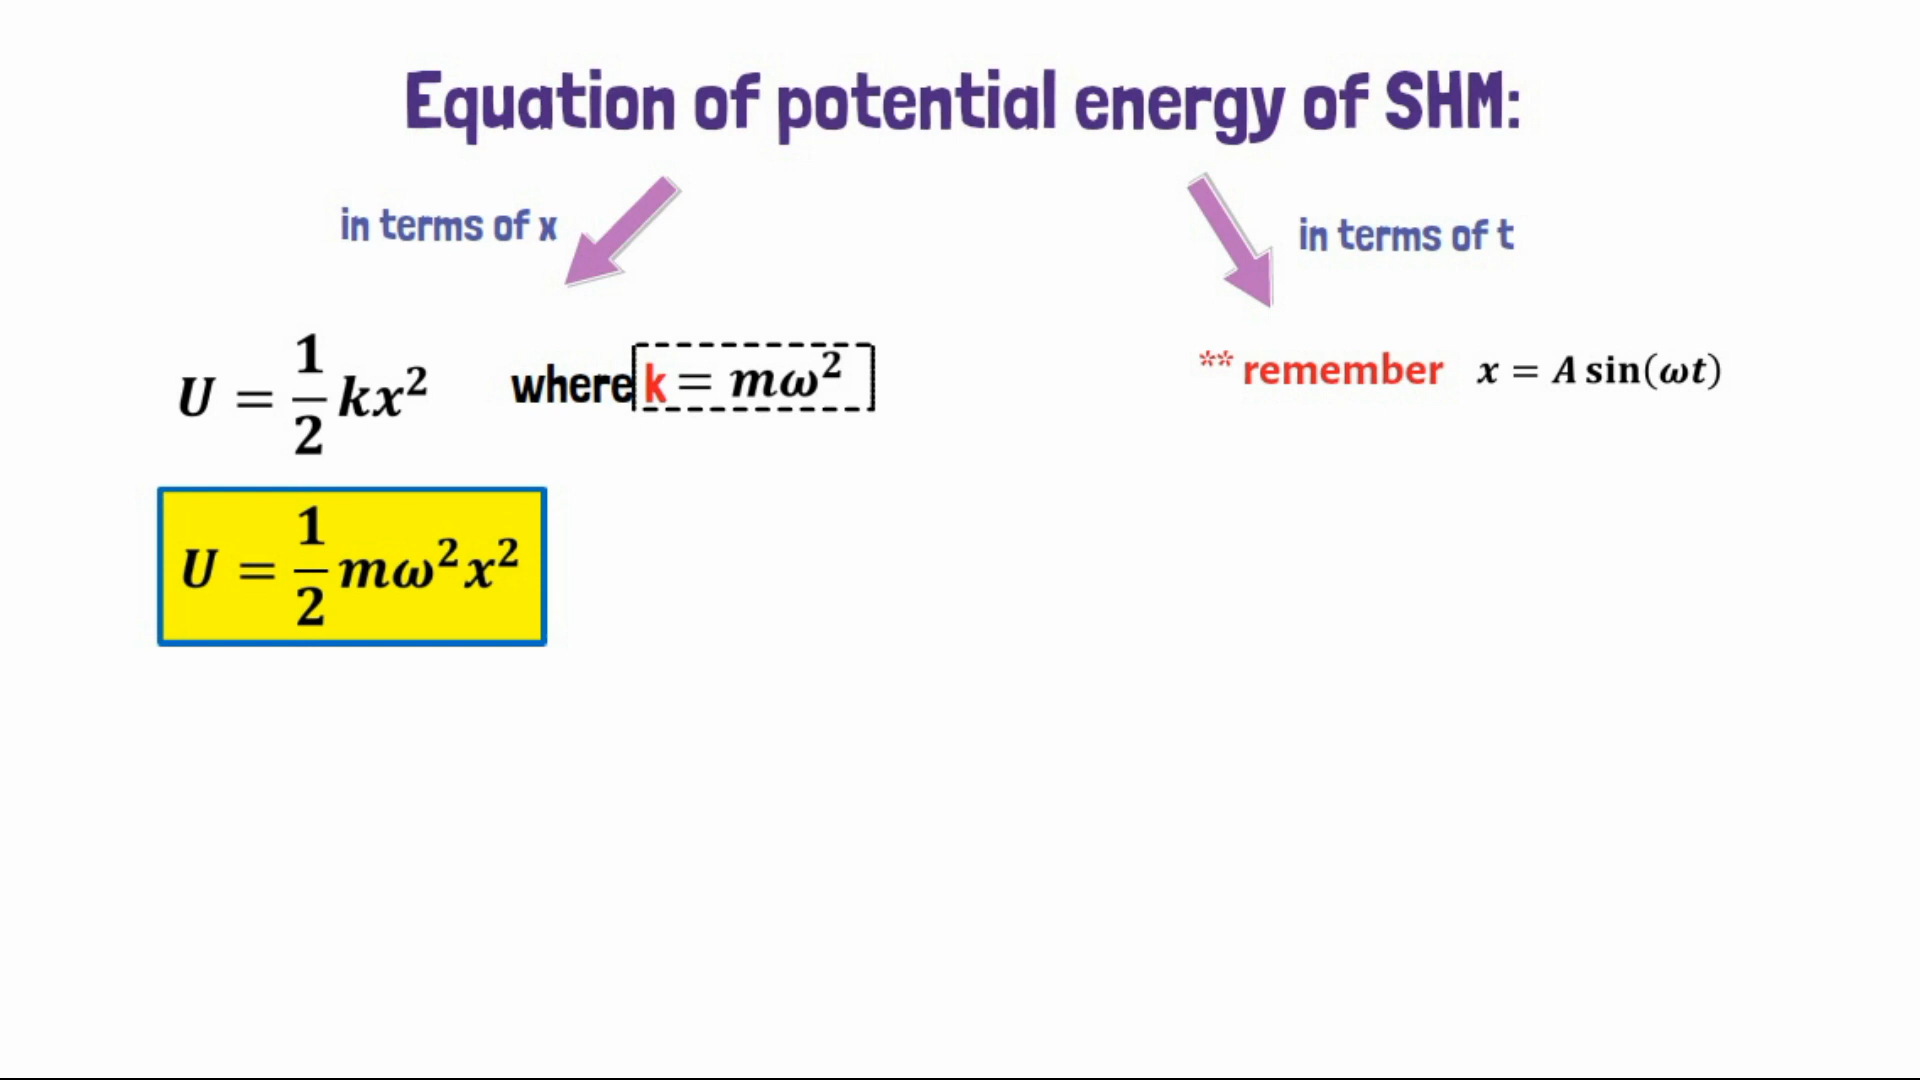 Equation of potential energy of SHM:
in terms of x
in terms of t
U = 1/2 kx² where k = mω²
** remember x = A sin(ωt)
U = 1/2 mω²x²